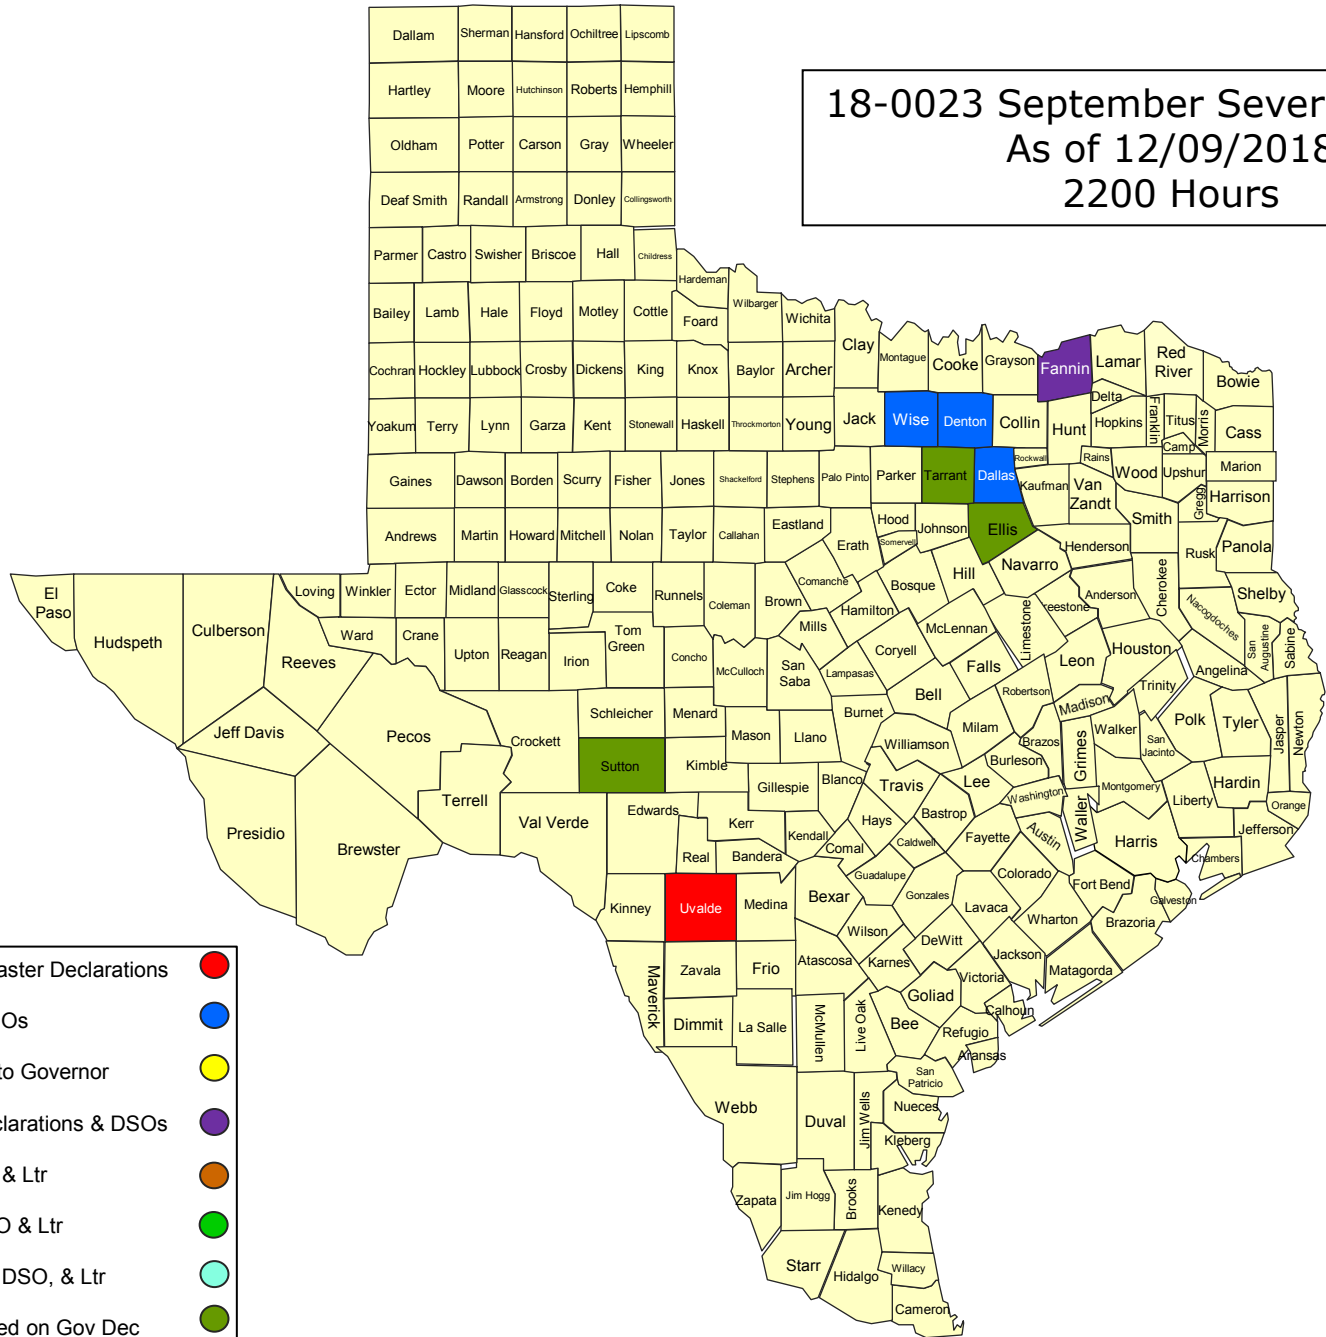 Dallam Sherman Hansford Ochiltree Lipscomb
Hartley Moore Hutchinson Roberts Hemphill
18-0023 September Sever
As of 12/09/2018
2200 Hours
Oldham Potter Carson Gray Wheeler
Deaf Smith Randall Armstrong Donley Collingsworth
Parmer Castro Swisher Briscoe Hall Childress
Hardeman
Bailey Lamb Hale Floyd Motley Cottle Foard Wilbarger Wichita
Clay Montague Cooke Grayson Fannin Lamar Red
River
Bowie
Cochran Hockley Lubbock Crosby Dickens King Knox Baylor Archer
Yoakum Terry Lynn Garza Kent Stonewall Haskell Throckmorton Young Jack Wise Denton Collin Hunt Delta Hopkins Franklin Titus Morris Cass
Camp
Gaines Dawson Borden Scurry Fisher Jones Shackelford Stephens Palo Pinto Parker Tarrant Dallas Rockwall Kaufman Rains Van
Zandt
Wood Upshur Marion
Gregg Harrison
Andrews Martin Howard Mitchell Nolan Taylor Callahan Eastland Erath Hood Somervell Johnson Ellis Henderson Smith Rusk Panola
El
Paso
Hudspeth Culberson Loving Winkler Ector Midland Glasscock Sterling Coke Runnels Coleman Brown Comanche Hamilton Bosque Hill Navarro Anderson Cherokee Nacogdoches Shelby
Reeves Ward Crane Upton Reagan Irion Tom
Green
Concho McCulloch San
Saba
Mills Lampasas Coryell McLennan Limestone reestone Leon Houston Angelina San
Augustine
Sabine
Falls Bell Robertson Madison Trinity
Jeff Davis Pecos Crockett Schleicher Menard Mason Llano Burnet Williamson Milam Brazos Grimes Walker San
Jacinto
Polk Tyler Jasper Newton
Sutton Kimble Gillespie Blanco Travis Lee Burleson Washington Montgomery Liberty Hardin Orange
Presidio Brewster Terrell Val Verde Edwards Kerr Kendall Hays Comal Caldwell Bastrop Fayette Austin Waller Harris Jefferson Chambers
Real Bandera Guadalupe Gonzales Colorado Fort Bend Galveston
Kinney Uvalde Medina Bexar Wilson Lavaca Wharton Brazoria
DeWitt Jackson Matagorda
Maverick Zavala Frio Atascosa Karnes Goliad Victoria Calhoun
Dimmit La Salle McMullen Live Oak Bee Refugio Aransas
San
Patricio
Webb Duval Jim Wells Nueces
Kleberg
Zapata Jim Hogg Brooks Kenedy
Starr Hidalgo Willacy
Cameron
aster Declarations
Os
to Governor
clarations & DSOs
& Ltr
O & Ltr
DSO, & Ltr
ed on Gov Dec